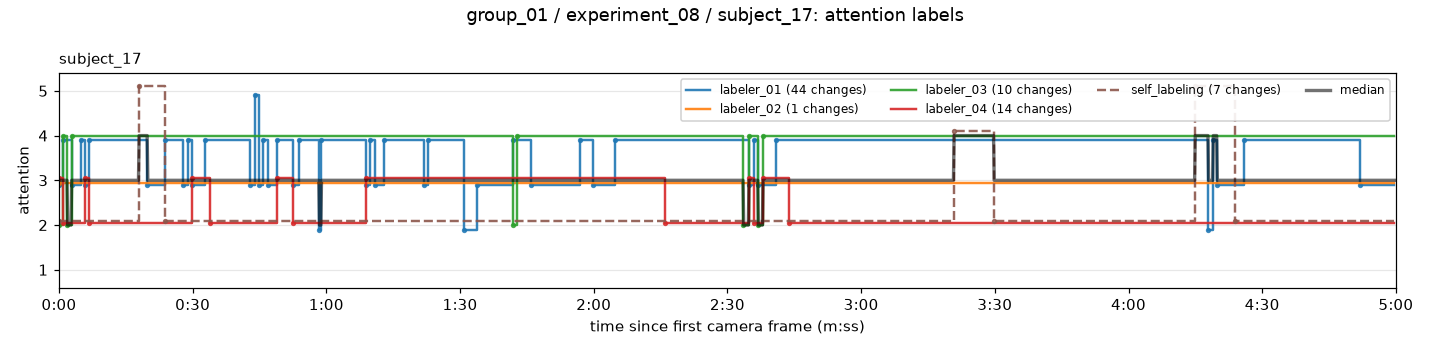 group_01 / experiment_08 / subject_17: attention labels
subject_17
labeler_01 (44 changes)
labeler_02 (1 changes)
labeler_03 (10 changes)
labeler_04 (14 changes)
self_labeling (7 changes)
median
attention
5
4
3
2
1
0:00 0:30 1:00 1:30 2:00 2:30 3:00 3:30 4:00 4:30 5:00
time since first camera frame (m:ss)